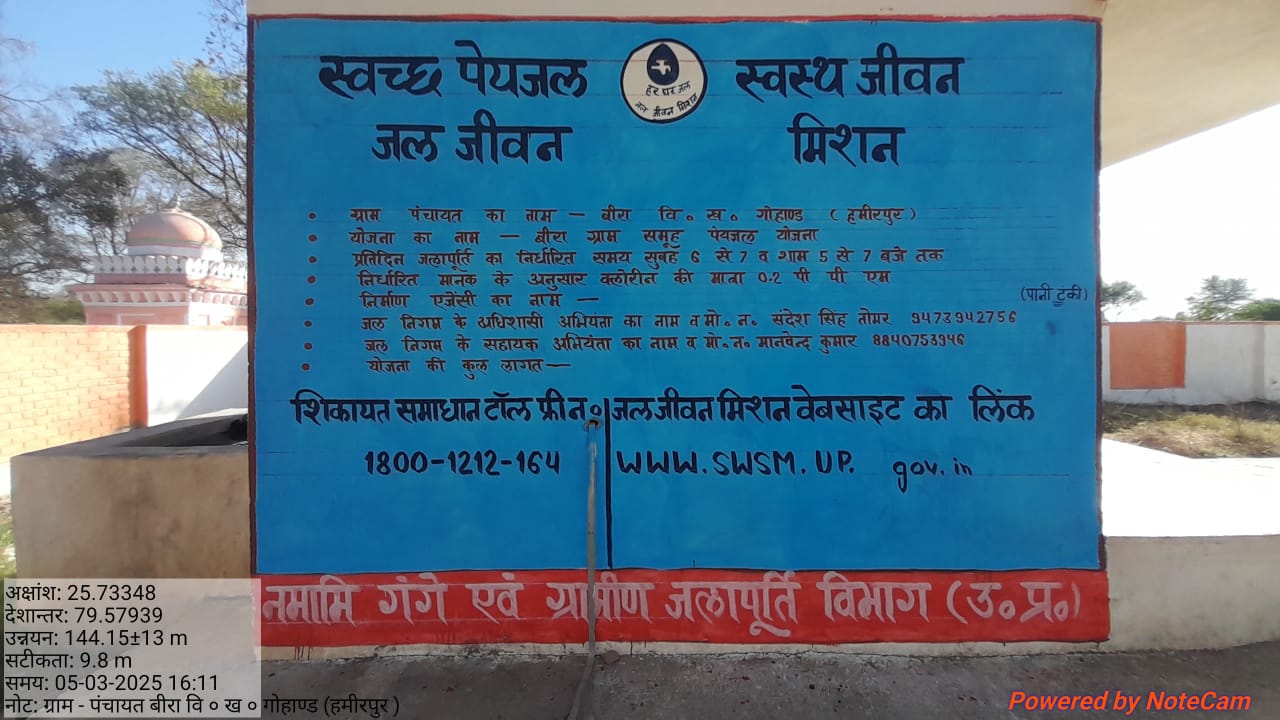 स्वच्छ पेयजल स्वस्थ जीवन
हर घर जल
जल जीवन मिशन
जल जीवन मिशन
• ग्राम पंचायत का नाम – बीरा वि० ख० गोहाण्ड (हमीरपुर)
• योजना का नाम – बीरा ग्राम समूह पेयजल योजना
• प्रतिदिन जलापूर्ति का निर्धारित समय सुबह 6 से 7 व शाम 5 से 7 बजे तक
• निर्धारित मानक के अनुसार क्लोरीन की मात्रा 0.2 पी पी एम
• निर्माण एजेंसी का नाम – (पानी टंकी)
• जल निगम के अधिशासी अभियंता का नाम व मो० न० संदेश सिंह तोमर 9473942756
• जल निगम के सहायक अभियंता का नाम व मो० न० मानवेन्द्र कुमार 8840753946
• योजना की कुल लागत –
शिकायत समाधान टॉल फ्री न०
1800-1212-164
जल जीवन मिशन वेबसाइट का लिंक
WWW.SWSM.UP. gov.in
नमामि गंगे एवं ग्रामीण जलापूर्ति विभाग (उ०प्र०)
अक्षांश: 25.73348
देशान्तर: 79.57939
उन्नयन: 144.15±13 m
सटीकता: 9.8 m
समय: 05-03-2025 16:11
नोट: ग्राम - पंचायत बीरा वि ० ख ० गोहाण्ड (हमीरपुर )
Powered by NoteCam